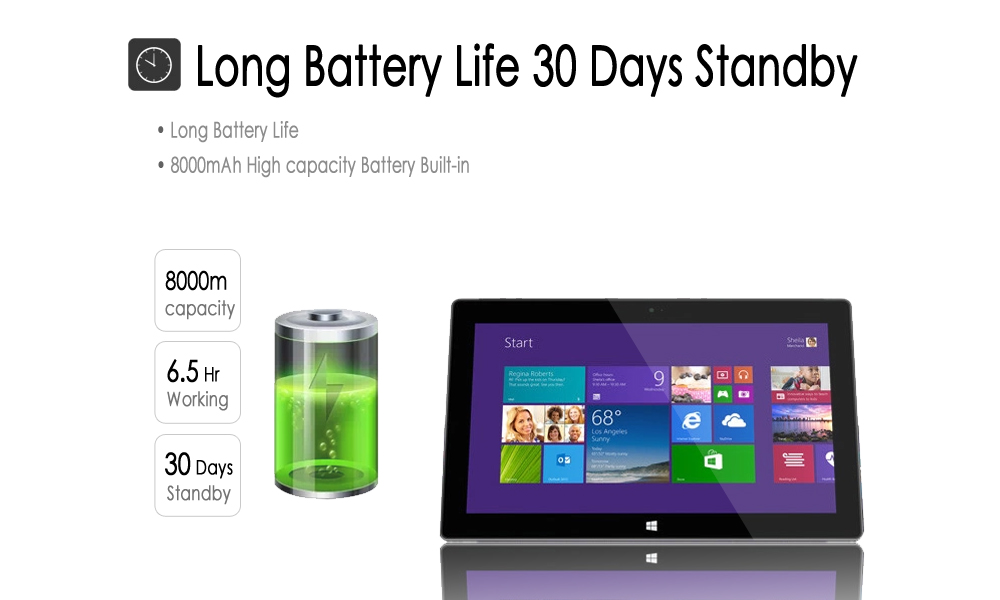 Long Battery Life 30 Days Standby
• Long Battery Life
• 8000mAh High capacity Battery Built-in
8000m
capacity
6.5 Hr
Working
30 Days
Standby
Start
Sheila
Regina Roberts
9
68°
Los Angeles
Sunny